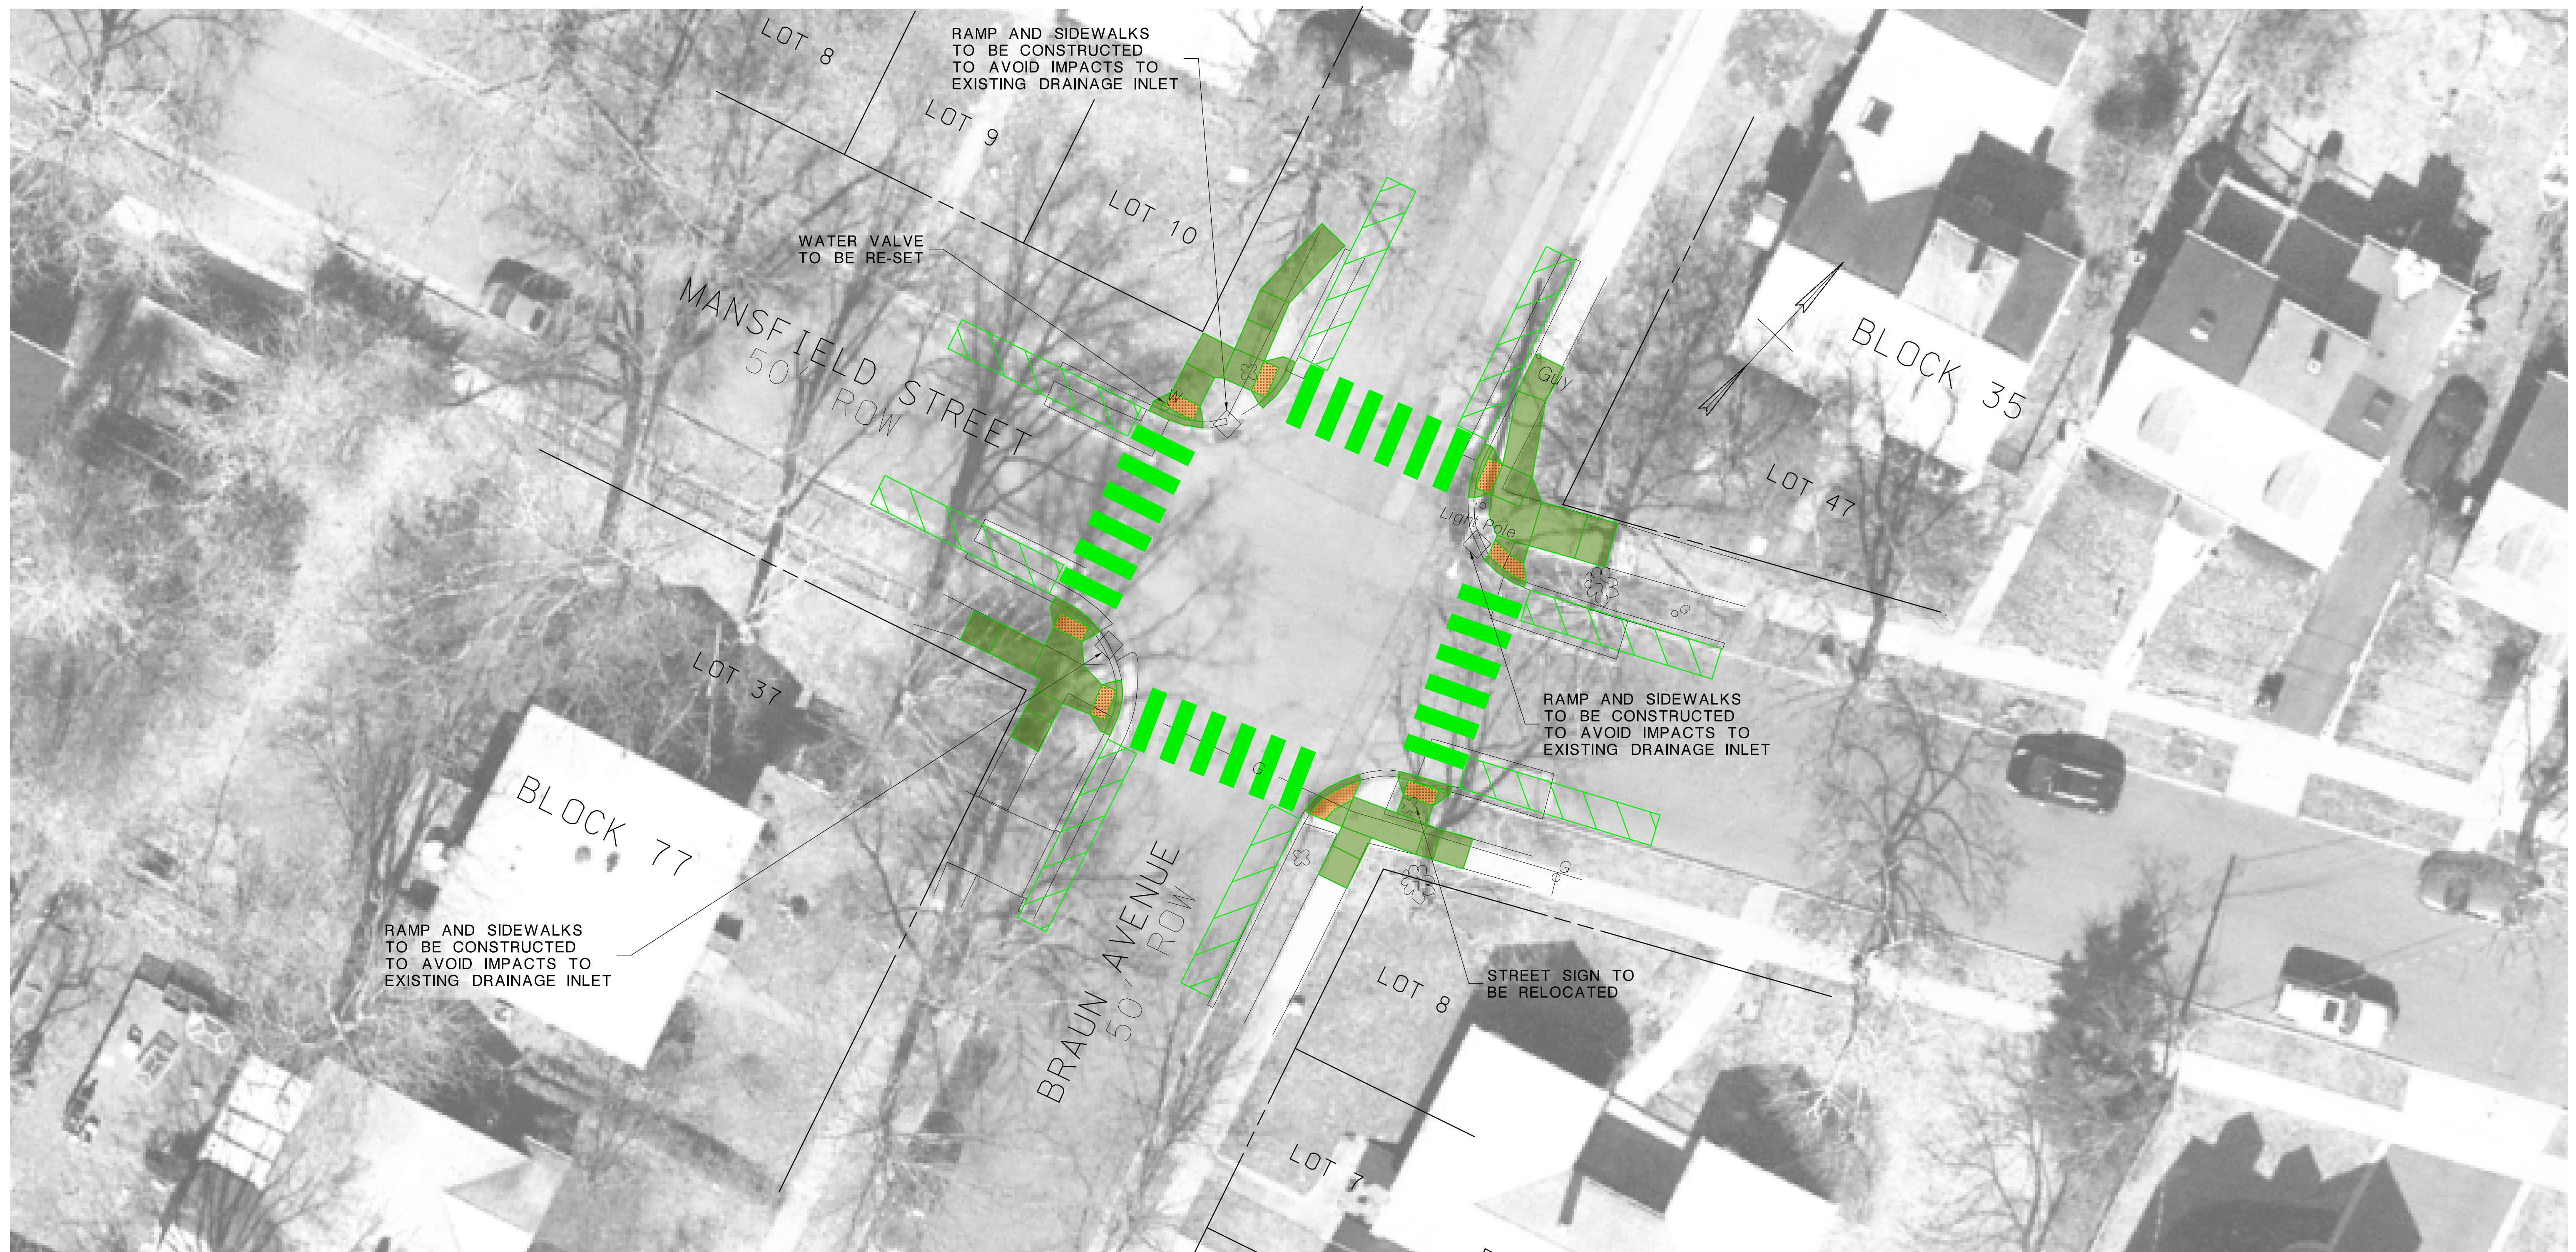 LOT 8
RAMP AND SIDEWALKS
TO BE CONSTRUCTED
TO AVOID IMPACTS TO
EXISTING DRAINAGE INLET
LOT 9
LOT 10
WATER VALVE
TO BE RE-SET
MANSFIELD STREET
50' ROW
W
Guy
BLOCK 35
LOT 47
Light Pole
G
LOT 37
RAMP AND SIDEWALKS
TO BE CONSTRUCTED
TO AVOID IMPACTS TO
EXISTING DRAINAGE INLET
G
BLOCK 77
BRAUN AVENUE
50' ROW
G
RAMP AND SIDEWALKS
TO BE CONSTRUCTED
TO AVOID IMPACTS TO
EXISTING DRAINAGE INLET
LOT 8
STREET SIGN TO
BE RELOCATED
LOT 7